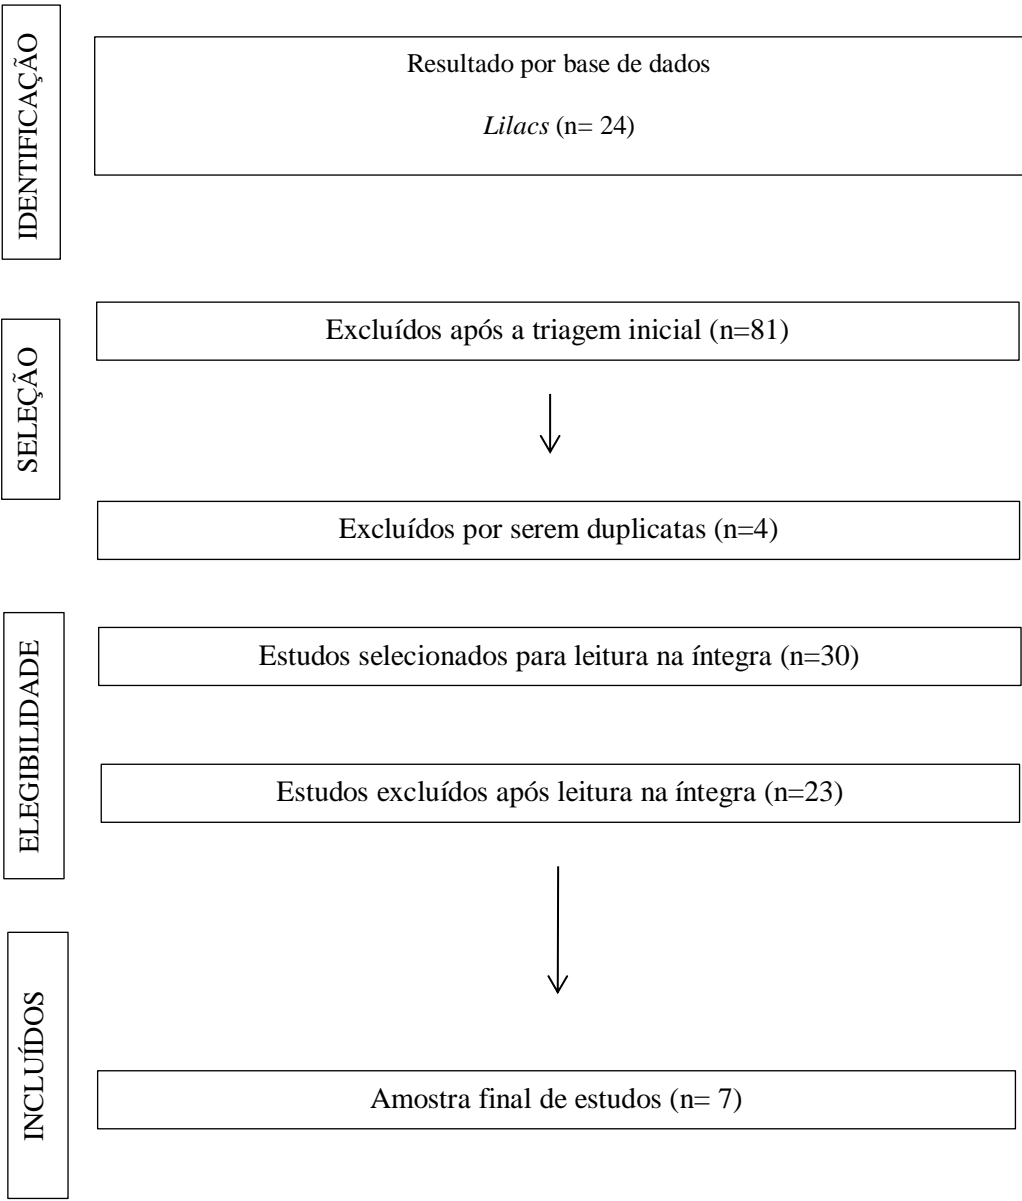 IDENTIFICAÇÃO
Resultado por base de dados
Lilacs (n= 24)
SELEÇÃO
Excluídos após a triagem inicial (n=81)
Excluídos por serem duplicatas (n=4)
ELEGIBILIDADE
Estudos selecionados para leitura na íntegra (n=30)
Estudos excluídos após leitura na íntegra (n=23)
INCLUÍDOS
Amostra final de estudos (n= 7)